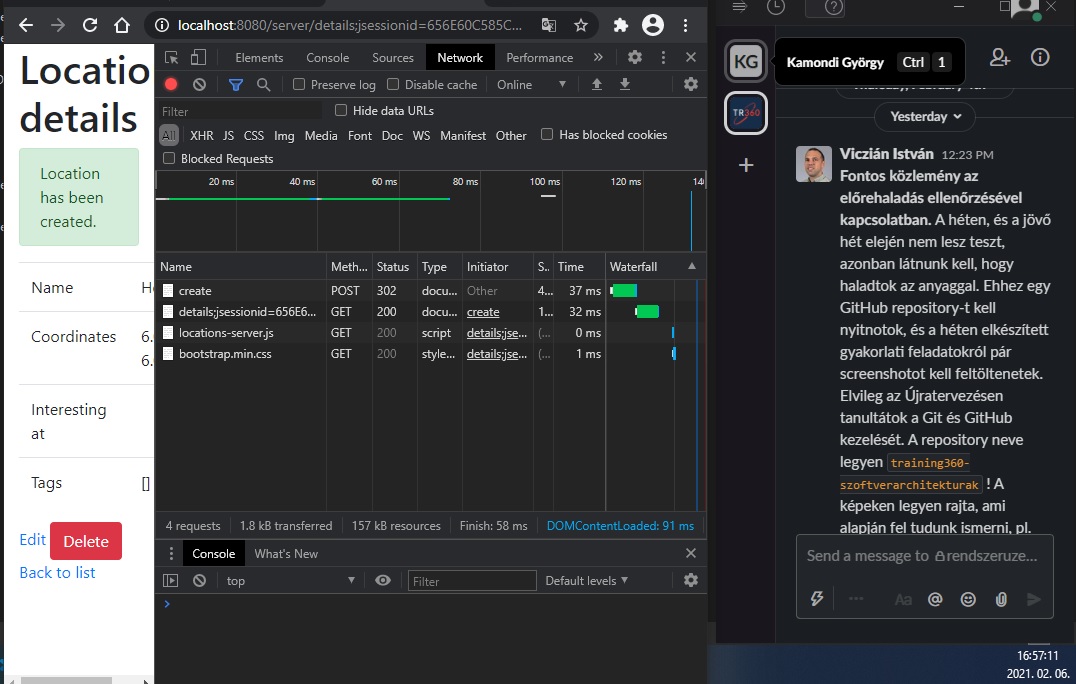 localhost:8080/server/details;jsessionid=656E60C585C...
Locatio
details
Location
has been
created.
Name
Coordinates
6.
6.
Interesting
at
Tags
[]
Edit
Delete
Back to list
Elements
Console
Sources
Network
Performance
»
Preserve log
Disable cache
Online
Filter
Hide data URLs
All
XHR JS CSS Img Media Font Doc WS Manifest Other
Has blocked cookies
Blocked Requests
20 ms 40 ms 60 ms 80 ms 100 ms 120 ms 14
Name Meth... Status Type Initiator S.. Time Waterfall
create POST 302 docu... Other 4... 37 ms
details;jsessionid=656E6... GET 200 docu... create 1... 32 ms
locations-server.js GET 200 script details;jse... (... 0 ms
bootstrap.min.css GET 200 style... details;jse... (... 1 ms
4 requests 1.8 kB transferred 157 kB resources Finish: 58 ms DOMContentLoaded: 91 ms
Console
What's New
top
Filter
Default levels
KG
Kamondi György
Ctrl
1
TR360
Yesterday
Viczián István 12:23 PM
Fontos közlemény az
előrehaladás ellenőrzésével
kapcsolatban. A héten, és a jövő
hét elején nem lesz teszt,
azonban látnunk kell, hogy
haladtok az anyaggal. Ehhez egy
GitHub repository-t kell
nyitnotok, és a héten elkészített
gyakorlati feladatokról pár
screenshotot kell feltöltenetek.
Elvileg az Újratervezésen
tanultátok a Git és GitHub
kezelését. A repository neve
legyen training360-
szoftverarchitekturak ! A
képeken legyen rajta, ami
alapján fel tudunk ismerni, pl.
Send a message to rendszeruze...
Aa
@
16:57:11
2021. 02. 06.